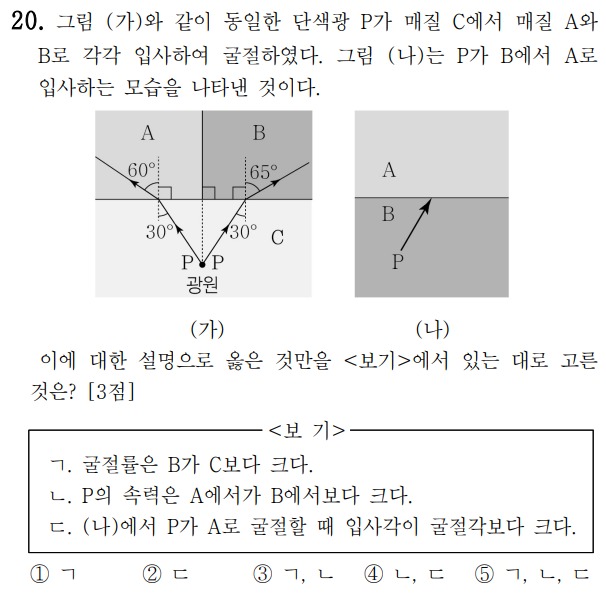 20. 그림 (가)와 같이 동일한 단색광 P가 매질 C에서 매질 A와
B로 각각 입사하여 굴절하였다. 그림 (나)는 P가 B에서 A로
입사하는 모습을 나타낸 것이다.
A B
60° 65°
30° 30° C
P P
광원
(가)
A
B
P
(나)
이에 대한 설명으로 옳은 것만을 <보기>에서 있는 대로 고른
것은? [3점]
<보 기>
ㄱ. 굴절률은 B가 C보다 크다.
ㄴ. P의 속력은 A에서가 B에서보다 크다.
ㄷ. (나)에서 P가 A로 굴절할 때 입사각이 굴절각보다 크다.
① ㄱ ② ㄷ ③ ㄱ, ㄴ ④ ㄴ, ㄷ ⑤ ㄱ, ㄴ, ㄷ